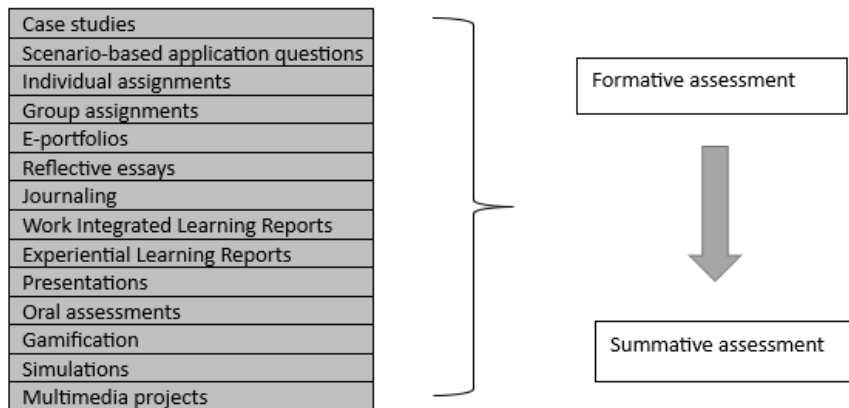 Case studies
Scenario-based application questions
Individual assignments
Group assignments
E-portfolios
Reflective essays
Journaling
Work Integrated Learning Reports
Experiential Learning Reports
Presentations
Oral assessments
Gamification
Simulations
Multimedia projects
Formative assessment
Summative assessment